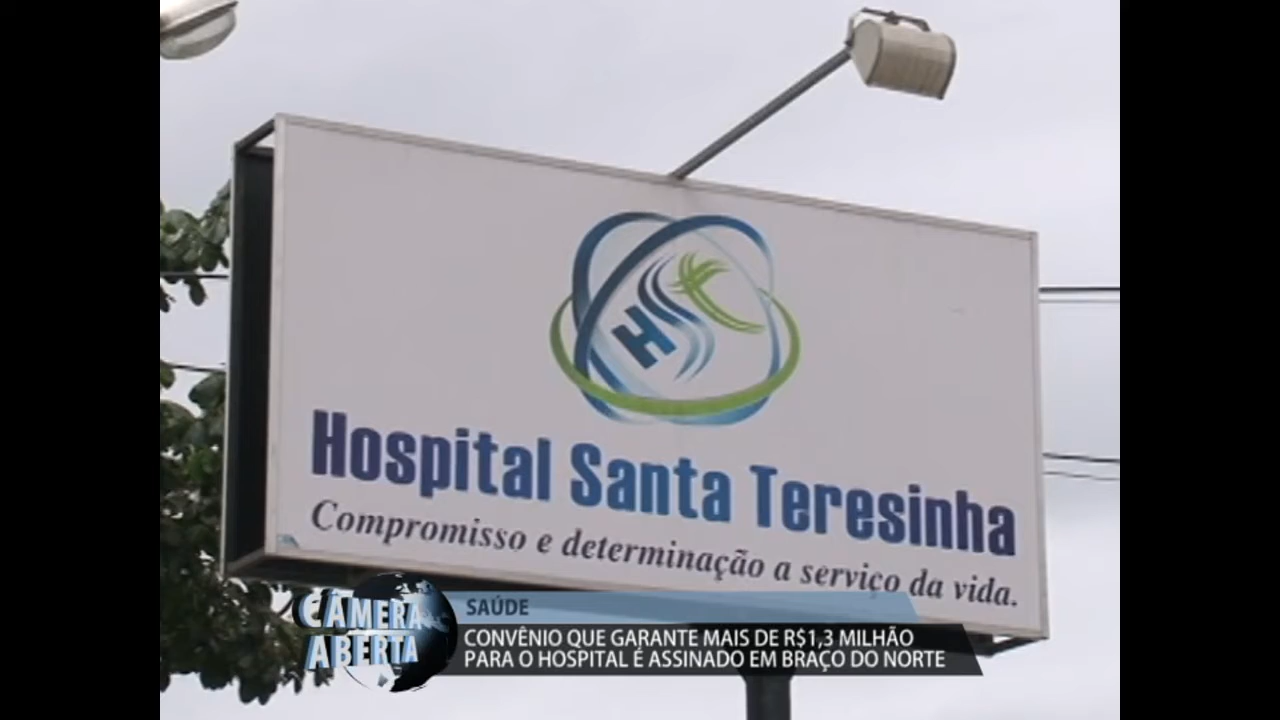 HST
Hospital Santa Teresinha
Compromisso e determinação a serviço da vida.
CÂMERA
ABERTA
SAÚDE
CONVÊNIO QUE GARANTE MAIS DE R$1,3 MILHÃO
PARA O HOSPITAL É ASSINADO EM BRAÇO DO NORTE